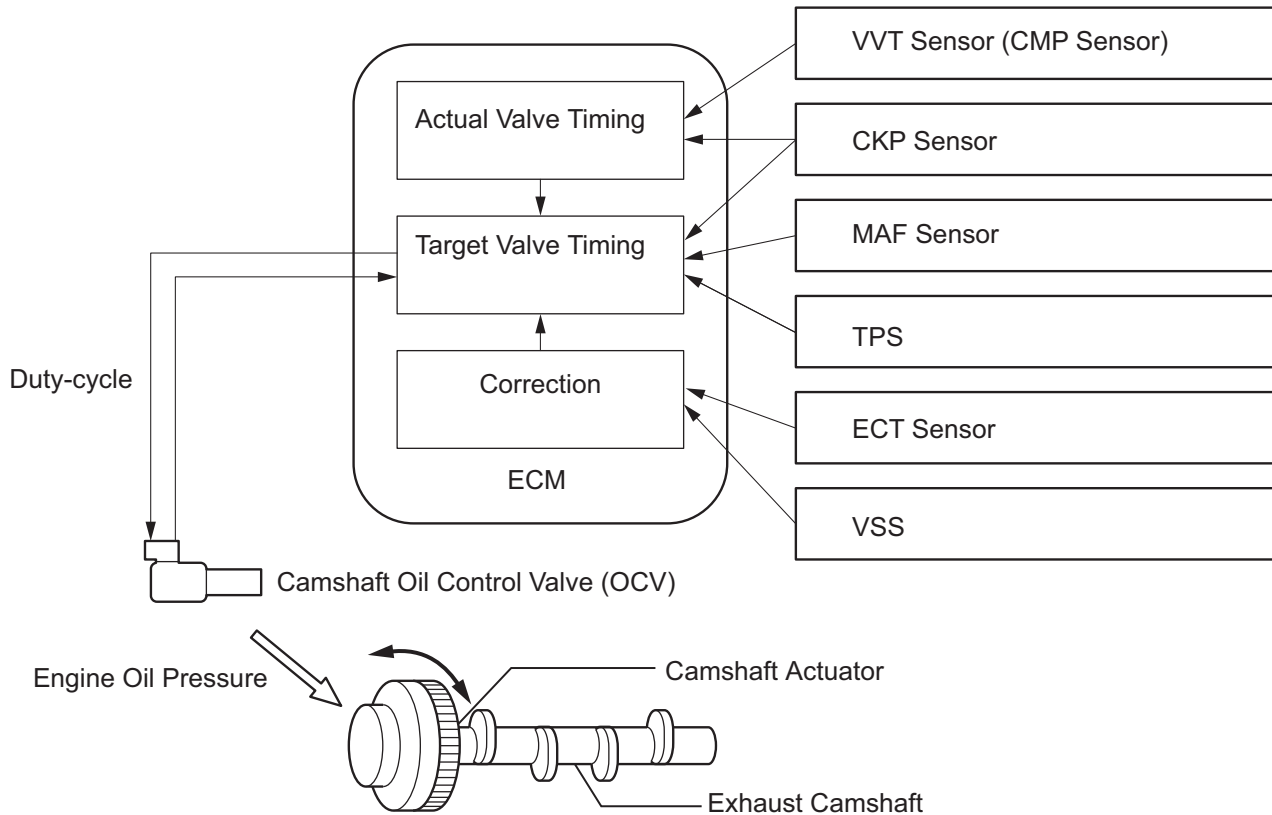 VVT Sensor (CMP Sensor)
Actual Valve Timing
CKP Sensor
Target Valve Timing
MAF Sensor
TPS
Duty-cycle
Correction
ECT Sensor
ECM
VSS
Camshaft Oil Control Valve (OCV)
Engine Oil Pressure
Camshaft Actuator
Exhaust Camshaft